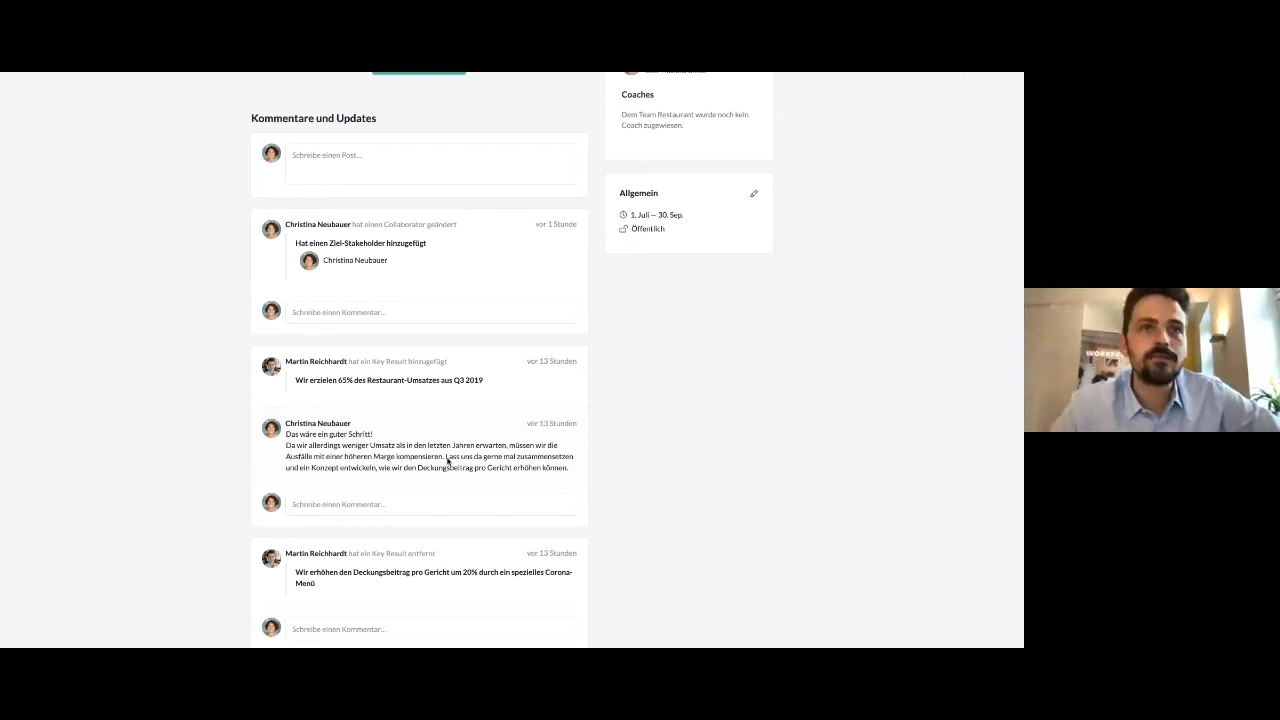 Kommentare und Updates
Schreibe einen Post...
Christina Neubauer hat einen Collaborator geändert
vor 1 Stunde
Hat einen Ziel-Stakeholder hinzugefügt
Christina Neubauer
Schreibe einen Kommentar...
Martin Reichhardt hat ein Key Result hinzugefügt
vor 13 Stunden
Wir erzielen 65% des Restaurant-Umsatzes aus Q3 2019
Christina Neubauer
vor 13 Stunden
Das wäre ein guter Schritt!
Da wir allerdings weniger Umsatz als in den letzten Jahren erwarten, müssen wir die
Ausfälle mit einer höheren Marge kompensieren. Lass uns da gerne mal zusammensetzen
und ein Konzept entwickeln, wie wir den Deckungsbeitrag pro Gericht erhöhen können.
Schreibe einen Kommentar...
Martin Reichhardt hat ein Key Result entfernt
vor 13 Stunden
Wir erhöhen den Deckungsbeitrag pro Gericht um 20% durch ein spezielles Corona-
Menü
Schreibe einen Kommentar...
Coaches
Dem Team Restaurant wurde noch kein
Coach zugewiesen.
Allgemein
1. Juli — 30. Sep.
Öffentlich